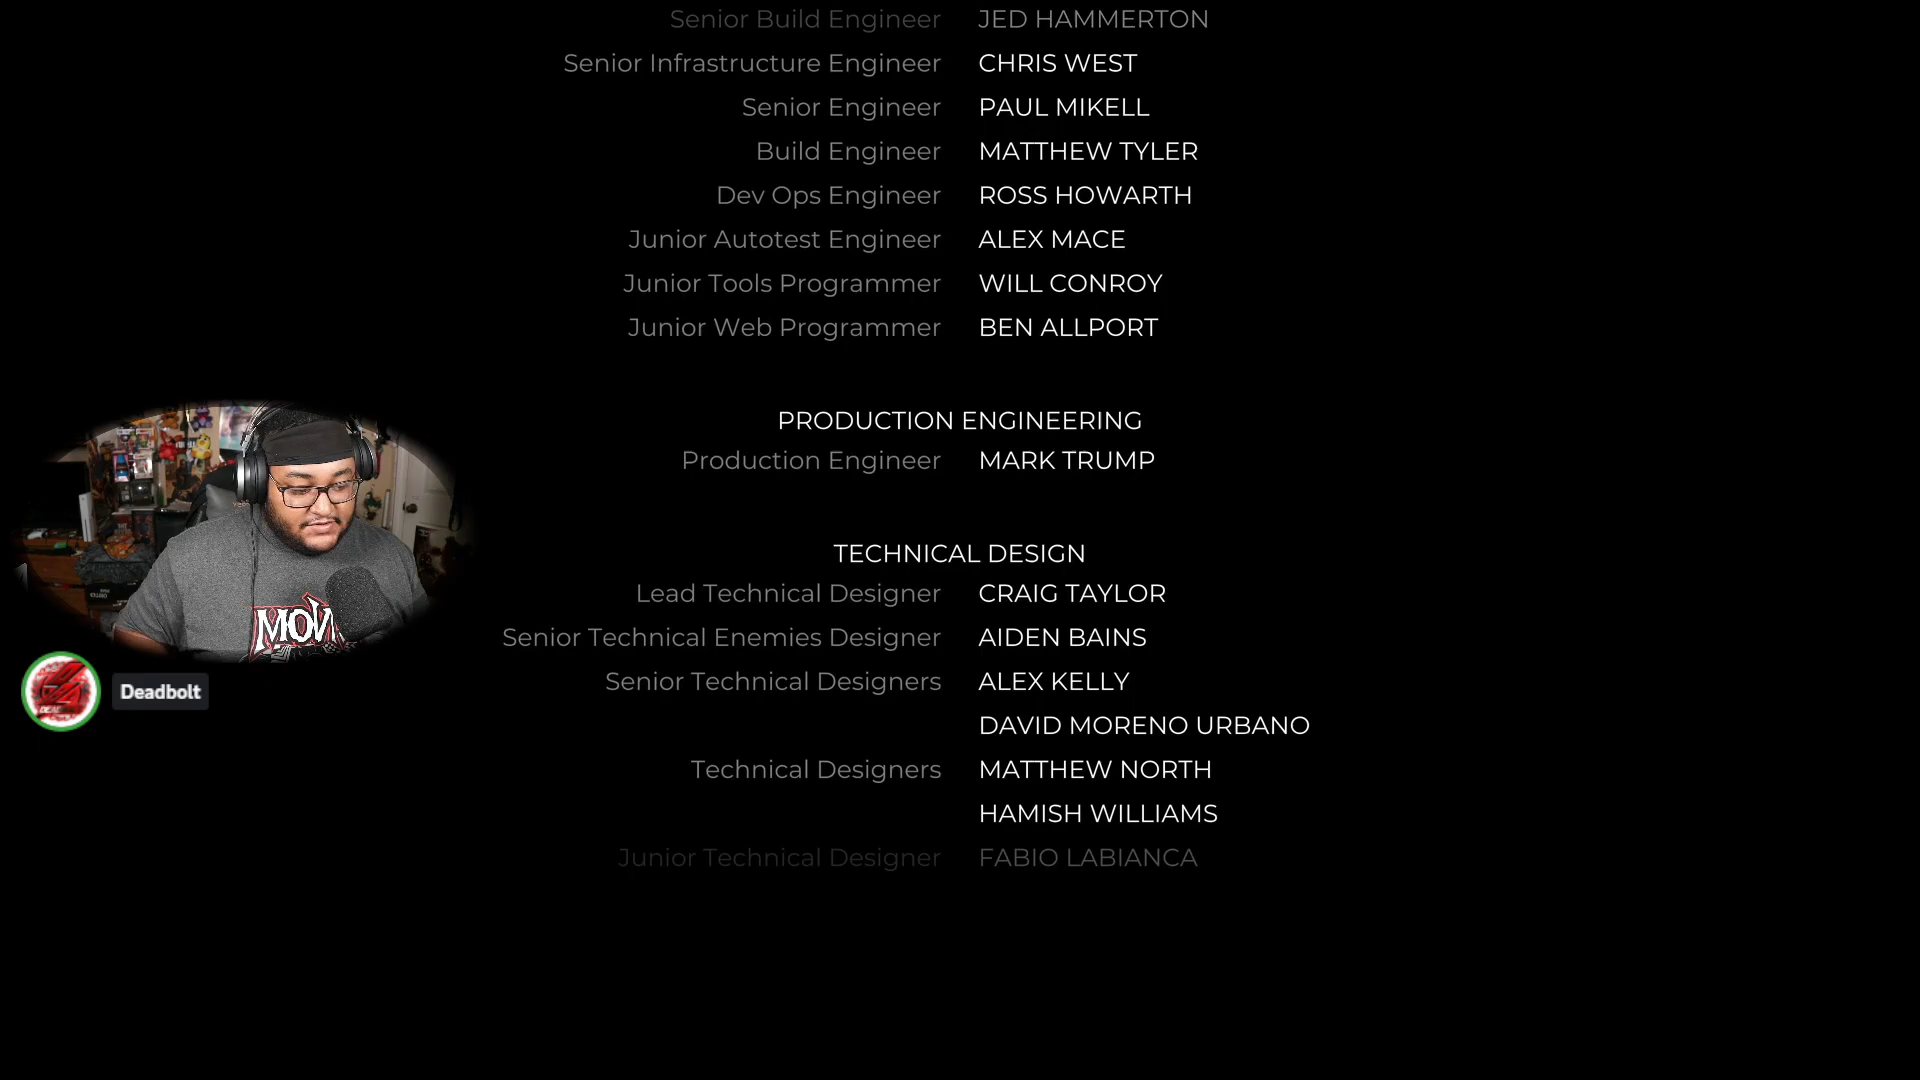 Senior Build Engineer JED HAMMERTON
Senior Infrastructure Engineer CHRIS WEST
Senior Engineer PAUL MIKELL
Build Engineer MATTHEW TYLER
Dev Ops Engineer ROSS HOWARTH
Junior Autotest Engineer ALEX MACE
Junior Tools Programmer WILL CONROY
Junior Web Programmer BEN ALLPORT
PRODUCTION ENGINEERING
Production Engineer MARK TRUMP
TECHNICAL DESIGN
Lead Technical Designer CRAIG TAYLOR
Senior Technical Enemies Designer AIDEN BAINS
Senior Technical Designers ALEX KELLY
DAVID MORENO URBANO
Technical Designers MATTHEW NORTH
HAMISH WILLIAMS
Junior Technical Designer FABIO LABIANCA
Deadbolt